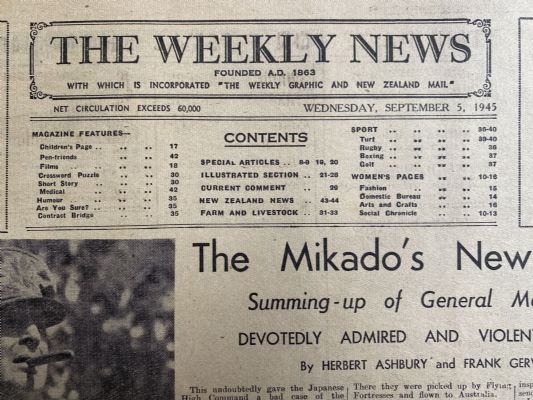 THE WEEKLY NEWS
FOUNDED A.D. 1863
WITH WHICH IS INCORPORATED "THE WEEKLY GRAPHIC AND NEW ZEALAND MAIL"
NET CIRCULATION EXCEEDS 60,000
WEDNESDAY, SEPTEMBER 5, 1945
MAGAZINE FEATURES—
Children's Page .. .. .. 17
Pen-friends .. .. .. 42
Films .. .. .. .. 18
Crossword Puzzle .. .. 30
Short Story .. .. .. 30
Medical .. .. .. 42
Humour .. .. .. 35
Are You Sure? .. .. .. 35
Contract Bridge .. .. 35
CONTENTS
SPECIAL ARTICLES .. 8-9 19, 20
ILLUSTRATED SECTION .. 21-28
CURRENT COMMENT .. 29
NEW ZEALAND NEWS .. 43-44
FARM AND LIVESTOCK .. 31-33
SPORT .. .. .. .. 36-40
Turf .. .. .. .. 39-40
Rugby .. .. .. .. 36
Boxing .. .. .. .. 37
Golf .. .. .. .. 37
WOMEN'S PAGES .. .. 10-16
Fashion .. .. .. 15
Domestic Bureau .. .. 14
Arts and Crafts .. .. 16
Social Chronicle .. .. 10-13
The Mikado's New
Summing-up of General M
DEVOTEDLY ADMIRED AND VIOLEN
By HERBERT ASHBURY and FRANK GERV
This undoubtedly gave the Japanese
High Command a bad case of the
There they were picked up by Flying
Fortresses and flown to Australia.